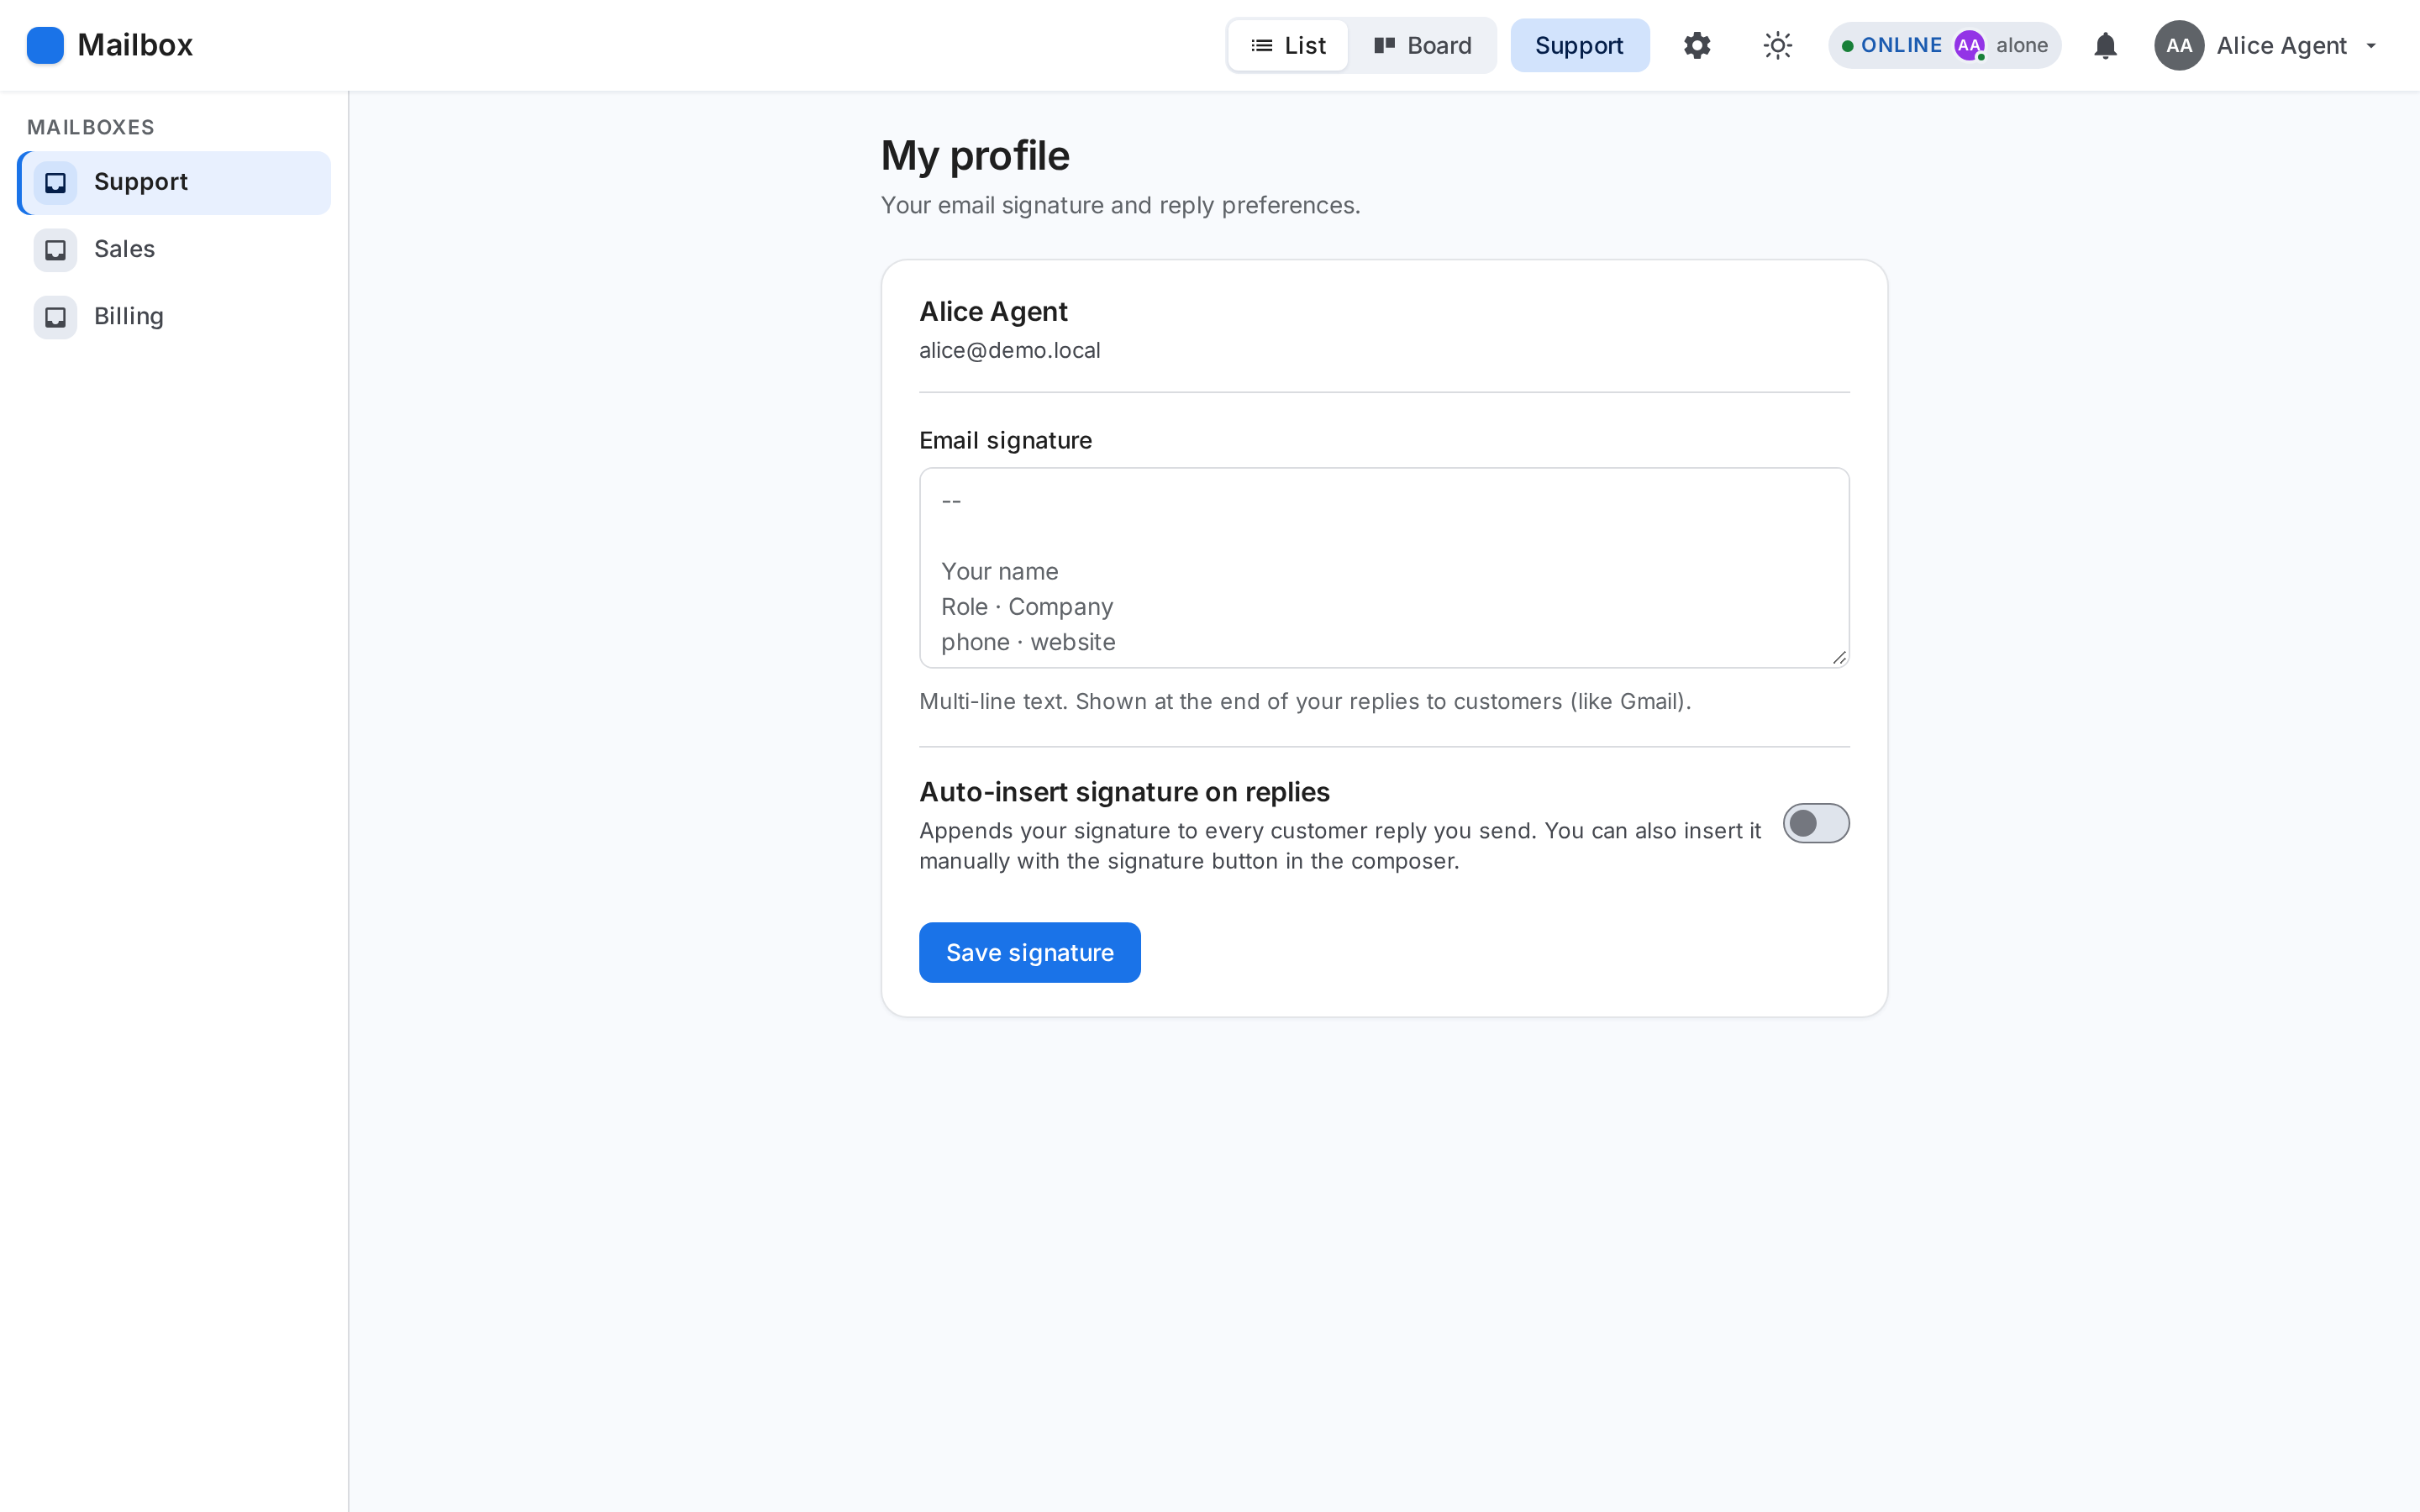 Mailbox
List
Board
Support
ONLINE
AA
alone
AA
Alice Agent
MAILBOXES
Support
Sales
Billing
My profile
Your email signature and reply preferences.
Alice Agent
alice@demo.local
Email signature
--
Your name
Role · Company
phone · website
Multi-line text. Shown at the end of your replies to customers (like Gmail).
Auto-insert signature on replies
Appends your signature to every customer reply you send. You can also insert it
manually with the signature button in the composer.
Save signature